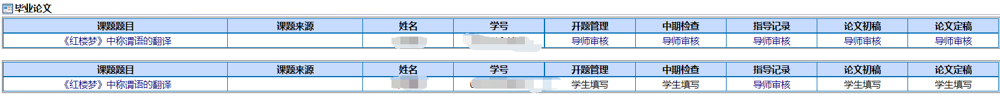 毕业论文
课题题目 课题来源 姓名 学号 开题管理 中期检查 指导记录 论文初稿 论文定稿
《红楼梦》中称谓语的翻译 导师审核 导师审核 导师审核 导师审核 导师审核
课题题目 课题来源 姓名 学号 开题管理 中期检查 指导记录 论文初稿 论文定稿
《红楼梦》中称谓语的翻译 学生填写 学生填写 导师审核 学生填写 学生填写